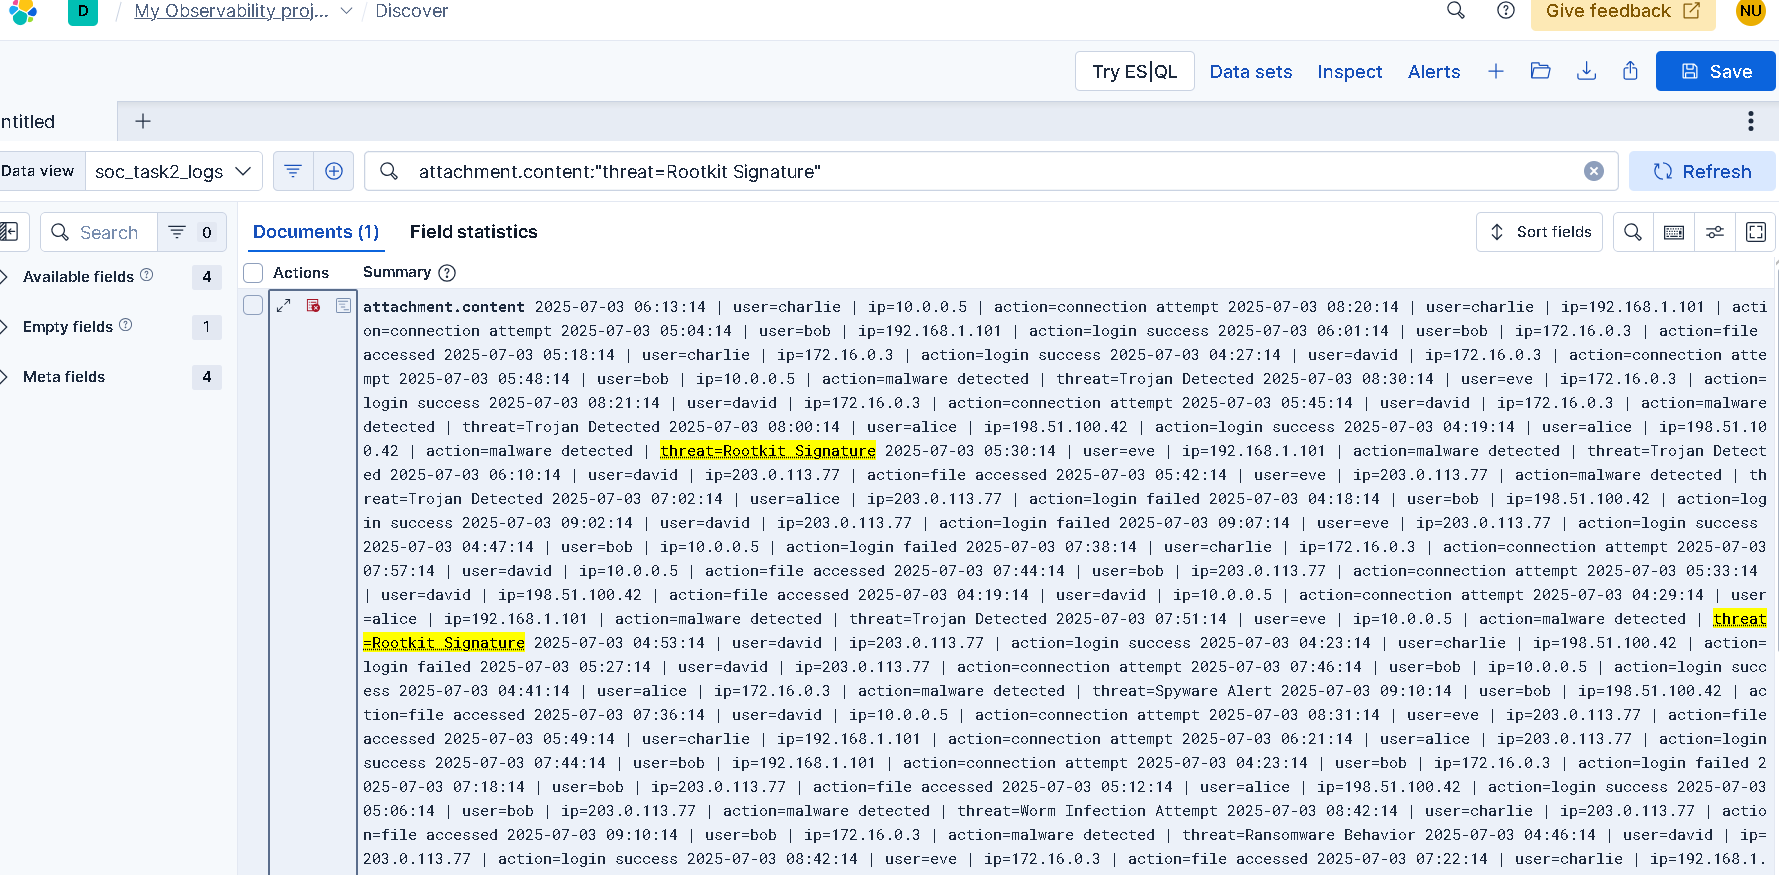 D / My Observability proj... / Discover
Give feedback
NU
Try ES|QL
Data sets
Inspect
Alerts
Save
ntitled
Data view
soc_task2_logs
attachment.content:"threat=Rootkit Signature"
Refresh
Search
0
Documents (1)
Field statistics
Sort fields
Available fields
4
Empty fields
1
Meta fields
4
Actions
Summary
attachment.content 2025-07-03 06:13:14 | user=charlie | ip=10.0.0.5 | action=connection attempt 2025-07-03 08:20:14 | user=charlie | ip=192.168.1.101 | acti
on=connection attempt 2025-07-03 05:04:14 | user=bob | ip=192.168.1.101 | action=login success 2025-07-03 06:01:14 | user=bob | ip=172.16.0.3 | action=file
accessed 2025-07-03 05:18:14 | user=charlie | ip=172.16.0.3 | action=login success 2025-07-03 04:27:14 | user=david | ip=172.16.0.3 | action=connection atte
mpt 2025-07-03 05:48:14 | user=bob | ip=10.0.0.5 | action=malware detected | threat=Trojan Detected 2025-07-03 08:30:14 | user=eve | ip=172.16.0.3 | action=
login success 2025-07-03 08:21:14 | user=david | ip=172.16.0.3 | action=connection attempt 2025-07-03 05:45:14 | user=david | ip=172.16.0.3 | action=malware
detected | threat=Trojan Detected 2025-07-03 08:00:14 | user=alice | ip=198.51.100.42 | action=login success 2025-07-03 04:19:14 | user=alice | ip=198.51.10
0.42 | action=malware detected | threat=Rootkit Signature 2025-07-03 05:30:14 | user=eve | ip=192.168.1.101 | action=malware detected | threat=Trojan Detect
ed 2025-07-03 06:10:14 | user=david | ip=203.0.113.77 | action=file accessed 2025-07-03 05:42:14 | user=eve | ip=203.0.113.77 | action=malware detected | th
reat=Trojan Detected 2025-07-03 07:02:14 | user=alice | ip=203.0.113.77 | action=login failed 2025-07-03 04:18:14 | user=bob | ip=198.51.100.42 | action=log
in success 2025-07-03 09:02:14 | user=david | ip=203.0.113.77 | action=login failed 2025-07-03 09:07:14 | user=eve | ip=203.0.113.77 | action=login success
2025-07-03 04:47:14 | user=bob | ip=10.0.0.5 | action=login failed 2025-07-03 07:38:14 | user=charlie | ip=172.16.0.3 | action=connection attempt 2025-07-03
07:57:14 | user=david | ip=10.0.0.5 | action=file accessed 2025-07-03 07:44:14 | user=bob | ip=203.0.113.77 | action=connection attempt 2025-07-03 05:33:14
| user=david | ip=198.51.100.42 | action=file accessed 2025-07-03 04:19:14 | user=david | ip=10.0.0.5 | action=connection attempt 2025-07-03 04:29:14 | user
=alice | ip=192.168.1.101 | action=malware detected | threat=Trojan Detected 2025-07-03 07:51:14 | user=eve | ip=10.0.0.5 | action=malware detected | threat
=Rootkit Signature 2025-07-03 04:53:14 | user=david | ip=203.0.113.77 | action=login success 2025-07-03 04:23:14 | user=charlie | ip=198.51.100.42 | action=
login failed 2025-07-03 05:27:14 | user=david | ip=203.0.113.77 | action=connection attempt 2025-07-03 07:46:14 | user=bob | ip=10.0.0.5 | action=login succ
ess 2025-07-03 04:41:14 | user=alice | ip=172.16.0.3 | action=malware detected | threat=Spyware Alert 2025-07-03 09:10:14 | user=bob | ip=198.51.100.42 | ac
tion=file accessed 2025-07-03 07:36:14 | user=david | ip=10.0.0.5 | action=connection attempt 2025-07-03 08:31:14 | user=eve | ip=203.0.113.77 | action=file
accessed 2025-07-03 05:49:14 | user=charlie | ip=192.168.1.101 | action=connection attempt 2025-07-03 06:21:14 | user=alice | ip=203.0.113.77 | action=login
success 2025-07-03 07:44:14 | user=bob | ip=192.168.1.101 | action=connection attempt 2025-07-03 04:23:14 | user=bob | ip=172.16.0.3 | action=login failed 2
025-07-03 07:18:14 | user=bob | ip=203.0.113.77 | action=file accessed 2025-07-03 05:12:14 | user=alice | ip=198.51.100.42 | action=login success 2025-07-03
05:06:14 | user=bob | ip=203.0.113.77 | action=malware detected | threat=Worm Infection Attempt 2025-07-03 08:42:14 | user=charlie | ip=203.0.113.77 | actio
n=file accessed 2025-07-03 09:10:14 | user=bob | ip=172.16.0.3 | action=malware detected | threat=Ransomware Behavior 2025-07-03 04:46:14 | user=david | ip=
203.0.113.77 | action=login success 2025-07-03 08:42:14 | user=eve | ip=172.16.0.3 | action=file accessed 2025-07-03 07:22:14 | user=charlie | ip=192.168.1.